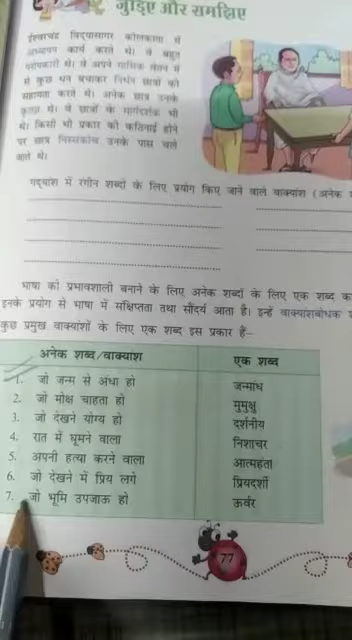 जुड़िए और समझिए
ईश्वरचंद्र विद्यासागर कोलकाता में
अध्यापन कार्य करते थे। वे बहुत
परोपकारी थे। वे अपने मासिक वेतन में
से कुछ धन बचाकर निर्धन छात्रों की
सहायता करते थे। अनेक छात्र उनके
कृतज्ञ थे। वे छात्रों के मार्गदर्शक भी
थे। किसी भी प्रकार की कठिनाई होने
पर छात्र निस्संकोच उनके पास चले
आते थे।
गद्यांश में रंगीन शब्दों के लिए प्रयोग किए जाने वाले वाक्यांश (अनेक
भाषा को प्रभावशाली बनाने के लिए अनेक शब्दों के लिए एक शब्द
इनके प्रयोग से भाषा में संक्षिप्तता तथा सौंदर्य आता है। इन्हें वाक्यांशबोधक
कुछ प्रमुख वाक्यांशों के लिए एक शब्द इस प्रकार हैं–
अनेक शब्द/वाक्यांश एक शब्द
1. जो जन्म से अंधा हो जन्मांध
2. जो मोक्ष चाहता हो मुमुक्षु
3. जो देखने योग्य हो दर्शनीय
4. रात में घूमने वाला निशाचर
5. अपनी हत्या करने वाला आत्महंता
6. जो देखने में प्रिय लगे प्रियदर्शी
7. जो भूमि उपजाऊ हो ऊर्वर
77